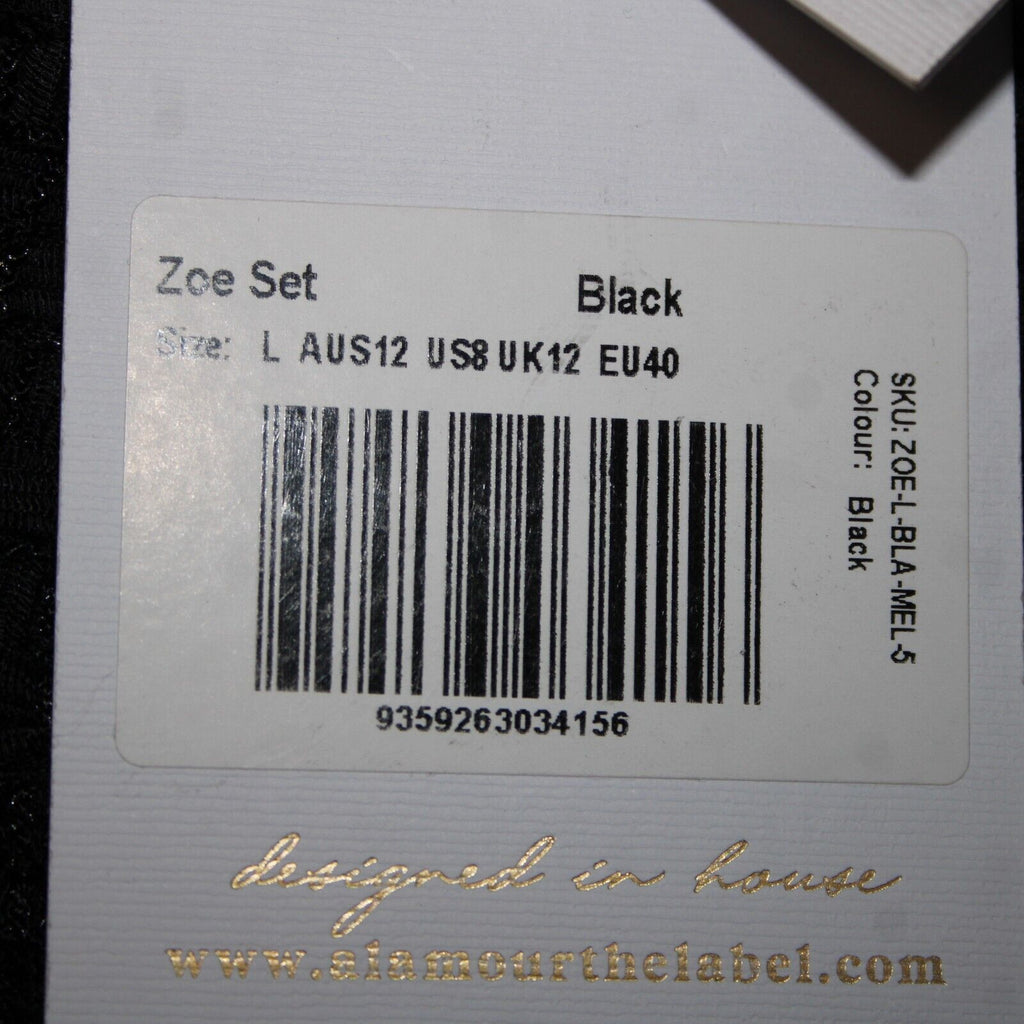 Zoe Set Black
Size: L AUS12 US8 UK12 EU40
SKU: ZOE-L-BLA-MEL-5
Colour: Black
9359263034156
designed in house
www.alamourthelabel.com